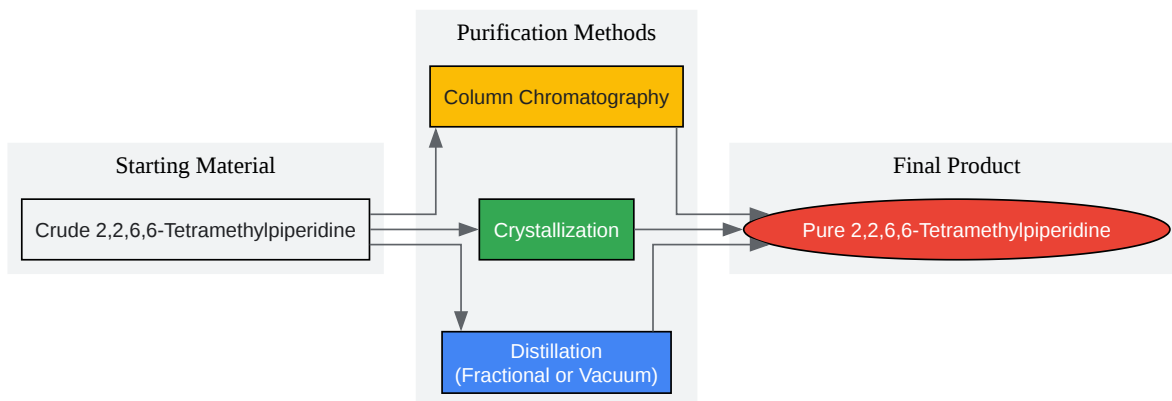 Purification Methods
Column Chromatography
Starting Material
Final Product
Crude 2,2,6,6-Tetramethylpiperidine
Crystallization
Pure 2,2,6,6-Tetramethylpiperidine
Distillation
(Fractional or Vacuum)